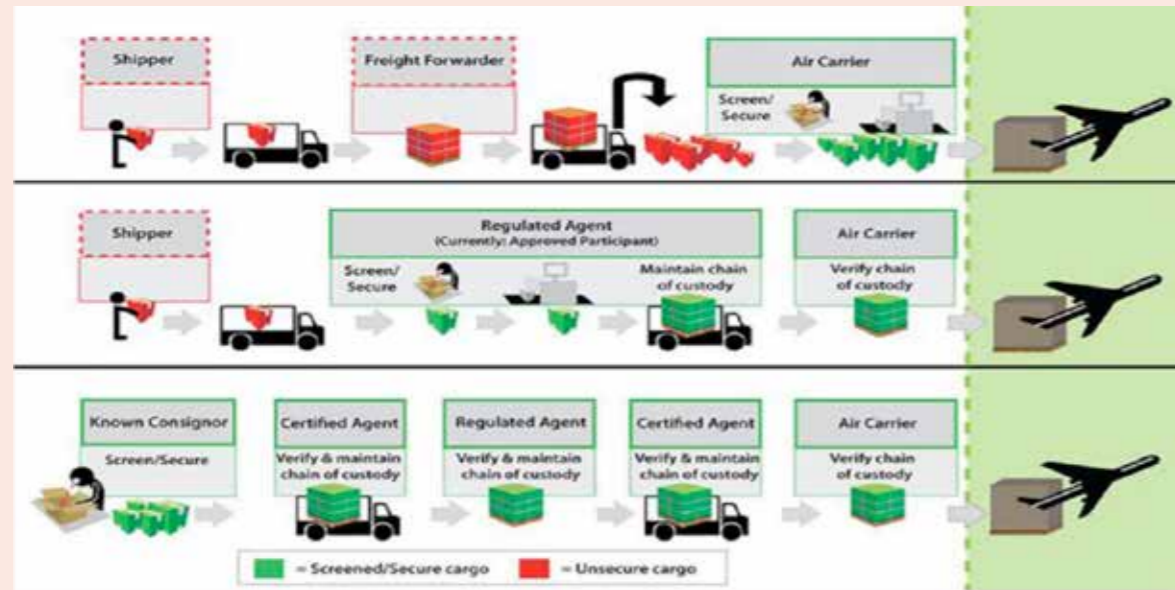 Shipper
Freight Forwarder
Air Carrier
Screen/
Secure
Shipper
Regulated Agent
(Currently: Approved Participant)
Screen/
Secure
Maintain chain
of custody
Air Carrier
Verify chain
of custody
Known Consignor
Screen/Secure
Certified Agent
Verify & maintain
chain of custody
Regulated Agent
Verify & maintain
chain of custody
Certified Agent
Verify & maintain
chain of custody
Air Carrier
Verify chain
of custody
= Screened/Secure cargo
= Unsecure cargo